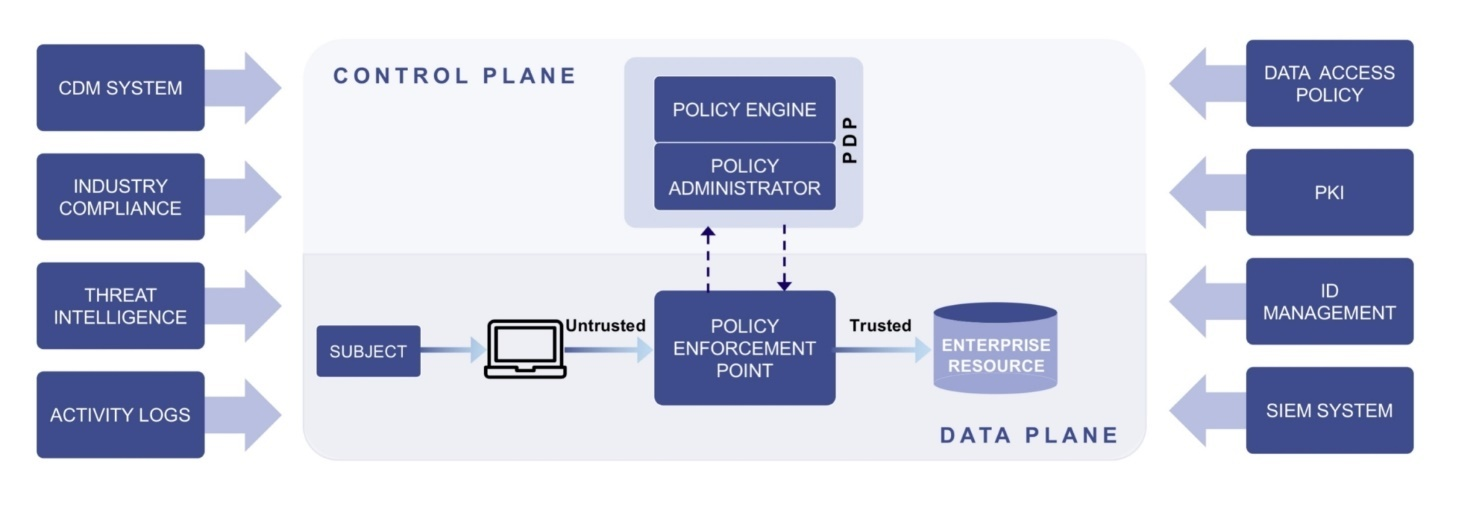 CDM SYSTEM
INDUSTRY
COMPLIANCE
THREAT
INTELLIGENCE
ACTIVITY LOGS
CONTROL PLANE
POLICY ENGINE
POLICY
ADMINISTRATOR
PDP
SUBJECT
Untrusted
POLICY
ENFORCEMENT
POINT
Trusted
ENTERPRISE
RESOURCE
DATA PLANE
DATA ACCESS
POLICY
PKI
ID
MANAGEMENT
SIEM SYSTEM